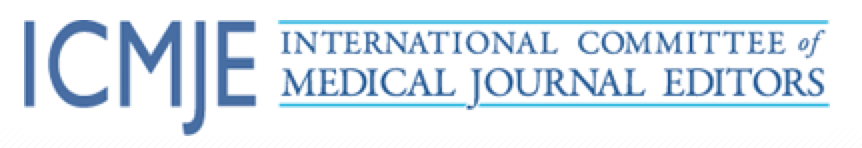 ICMJE
INTERNATIONAL COMMITTEE of
MEDICAL JOURNAL EDITORS